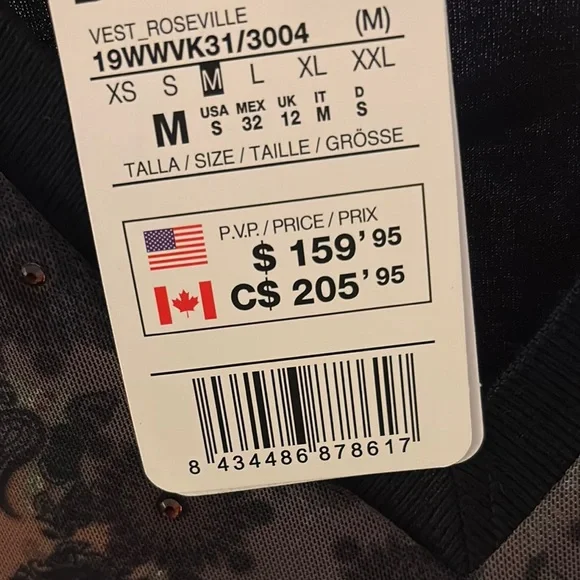 VEST_ROSEVILLE
19WWVK31/3004 (M)
XS S M L XL XXL
M USA S MEX 32 UK 12 IT M D S
TALLA / SIZE / TAILLE / GRÖSSE
P.V.P. / PRICE / PRIX
$ 159'95
C$ 205'95
8 434486 878617